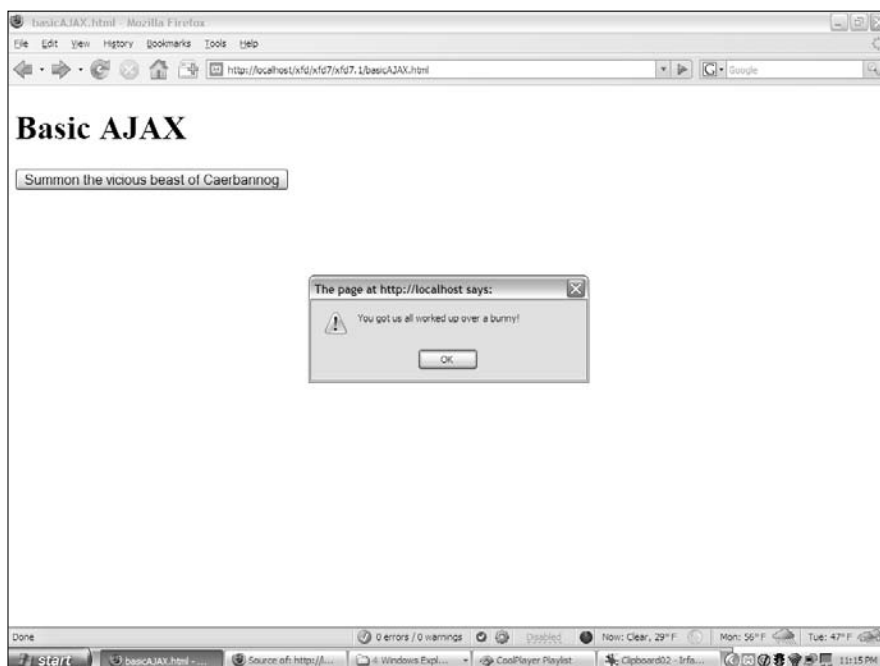 basicAJAX.html - Mozilla Firefox
File Edit View History Bookmarks Tools Help
http://localhost/xfd/xfd7/xfd7.1/basicAJAX.html
G Google
Basic AJAX
Summon the vicious beast of Caerbannog
The page at http://localhost says:
You got us all worked up over a bunny!
OK
Done 0 errors / 0 warnings Disabled Now: Clear, 29° F Mon: 56° F Tue: 47° F
start basicAJAX.html - ... Source of: http://l... 4 Windows Expl... CoolPlayer Playlist Clipboard02 - Irfa... 11:15 PM